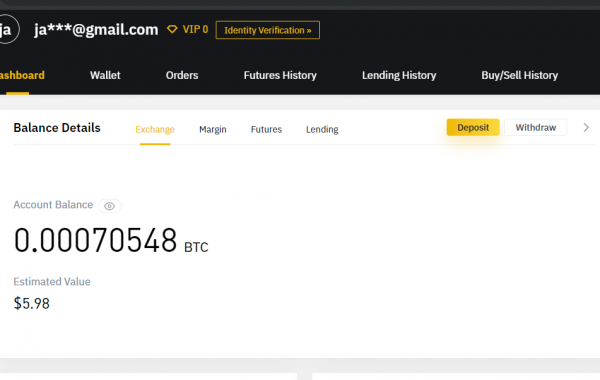 ja ja***@gmail.com VIP 0 Identity Verification »
ashboard Wallet Orders Futures History Lending History Buy/Sell History
Balance Details Exchange Margin Futures Lending Deposit Withdraw
Account Balance
0.00070548 BTC
Estimated Value
$5.98